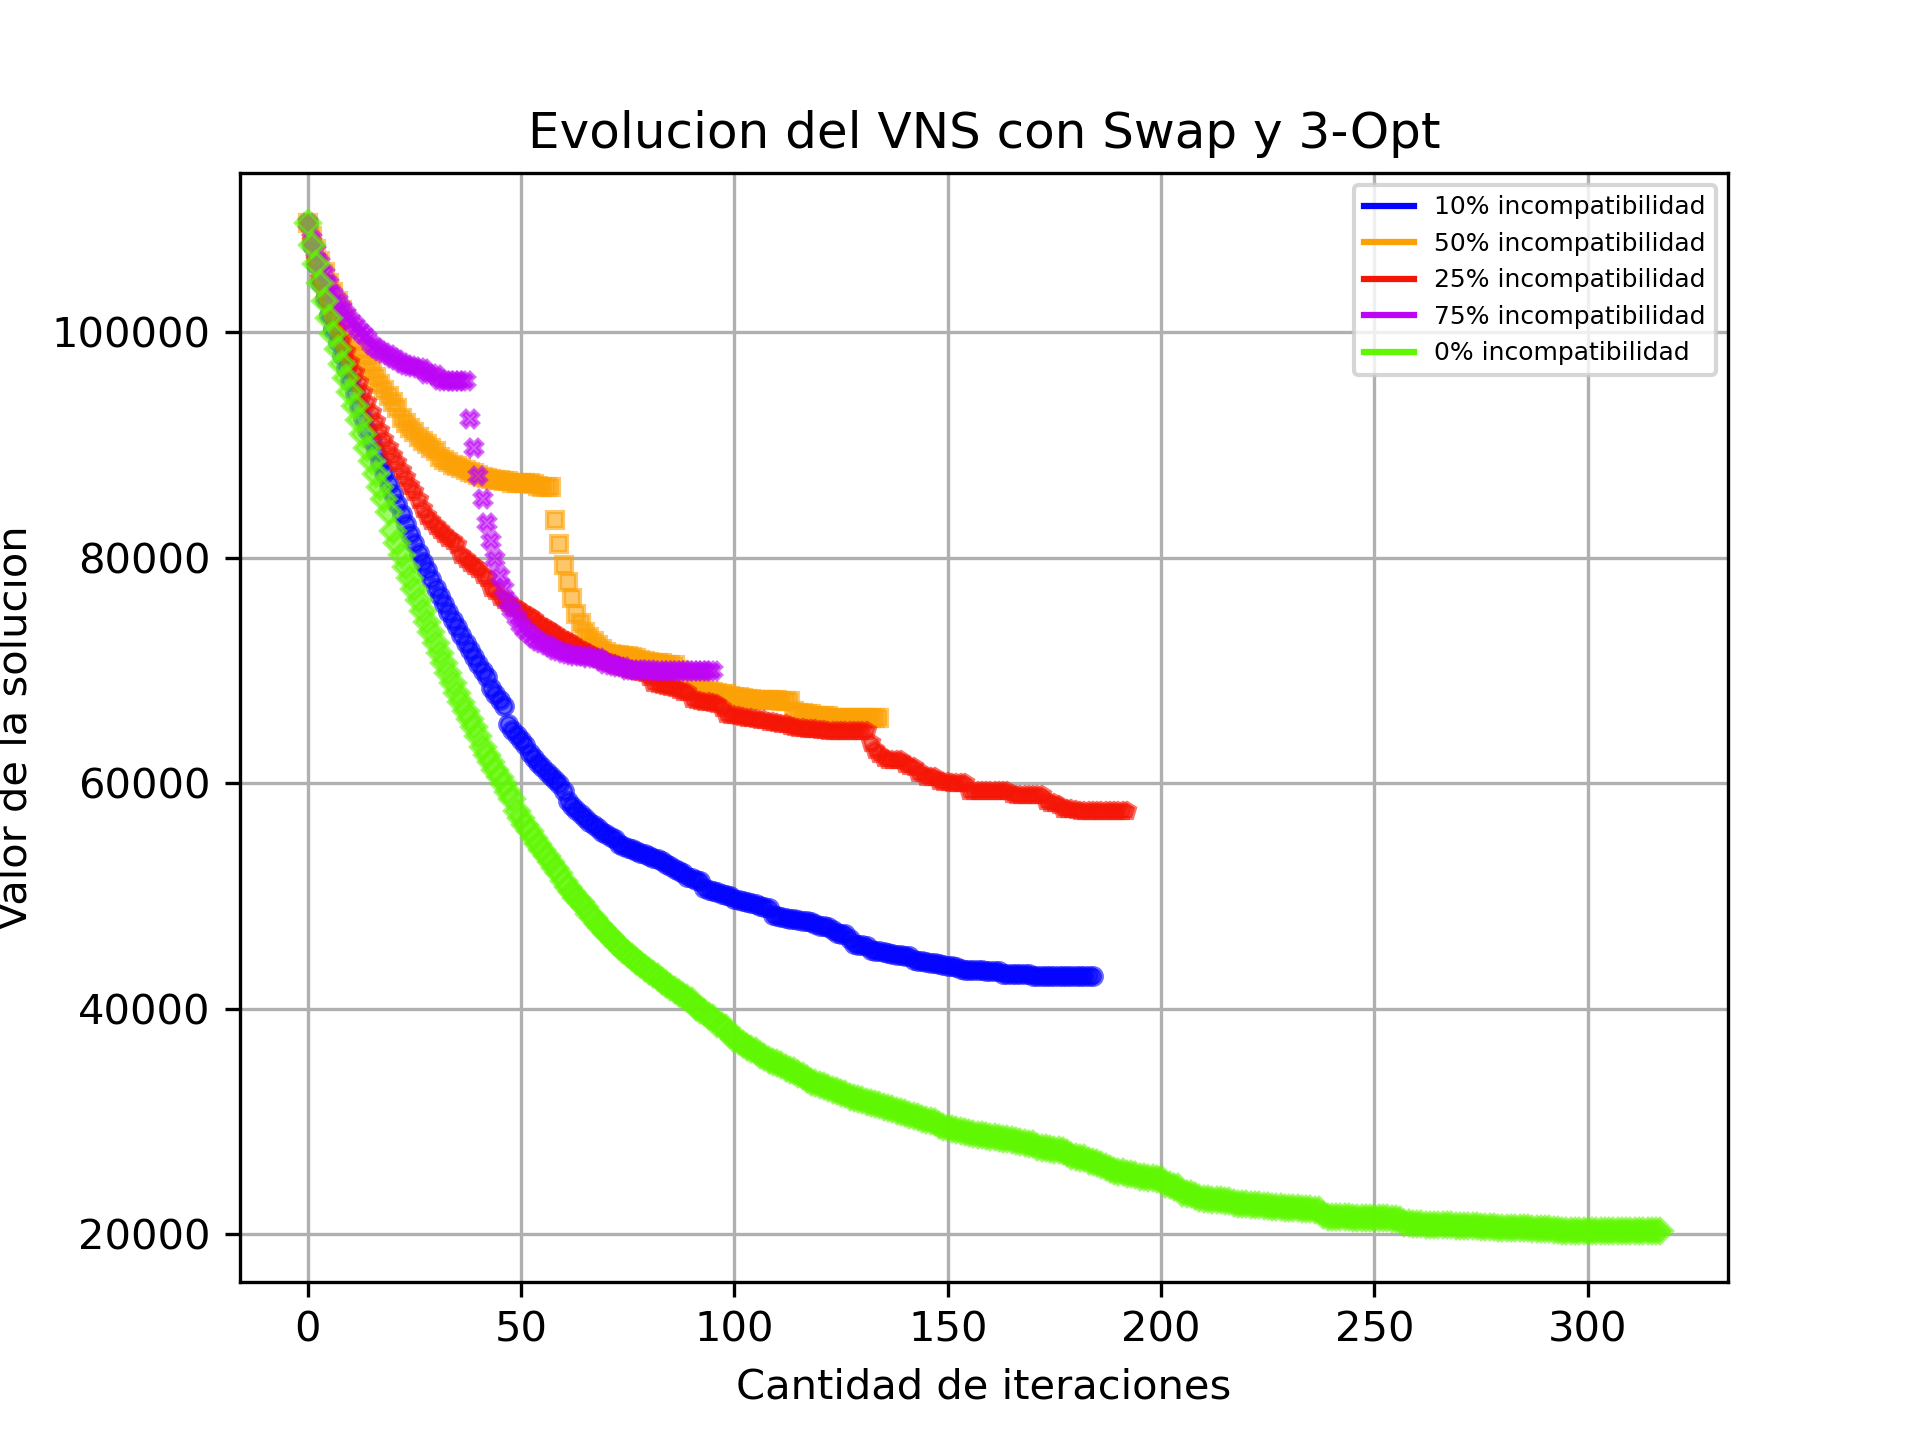 Evolucion del VNS con Swap y 3-Opt
10% incompatibilidad
50% incompatibilidad
25% incompatibilidad
75% incompatibilidad
0% incompatibilidad
Valor de la solucion
100000
80000
60000
40000
20000
0 50 100 150 200 250 300
Cantidad de iteraciones